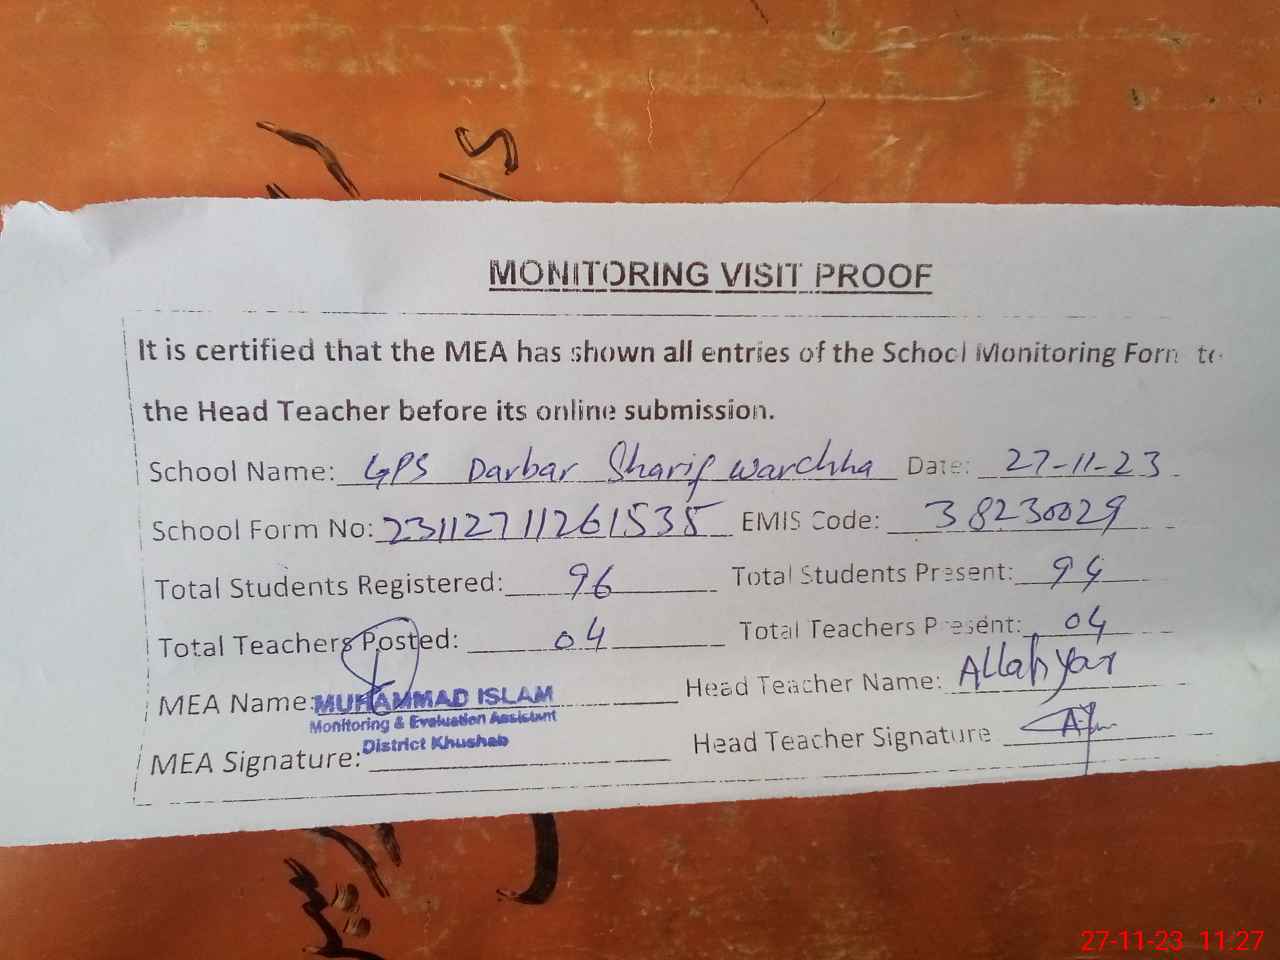 MONITORING VISIT PROOF
It is certified that the MEA has shown all entries of the School Monitoring Form to
the Head Teacher before its online submission.
School Name: GPS Darbar Sharif Warchha Date: 27-11-23
School Form No: 23112711261535 EMIS Code: 38230029
Total Students Registered: 96 Total Students Present: 94
Total Teachers Posted: 04 Total Teachers Present: 04
MEA Name: MUHAMMAD ISLAM Head Teacher Name: Allah yar
Monitoring & Evaluation Assistant
District Khushab
MEA Signature: Head Teacher Signature
27-11-23 11:27